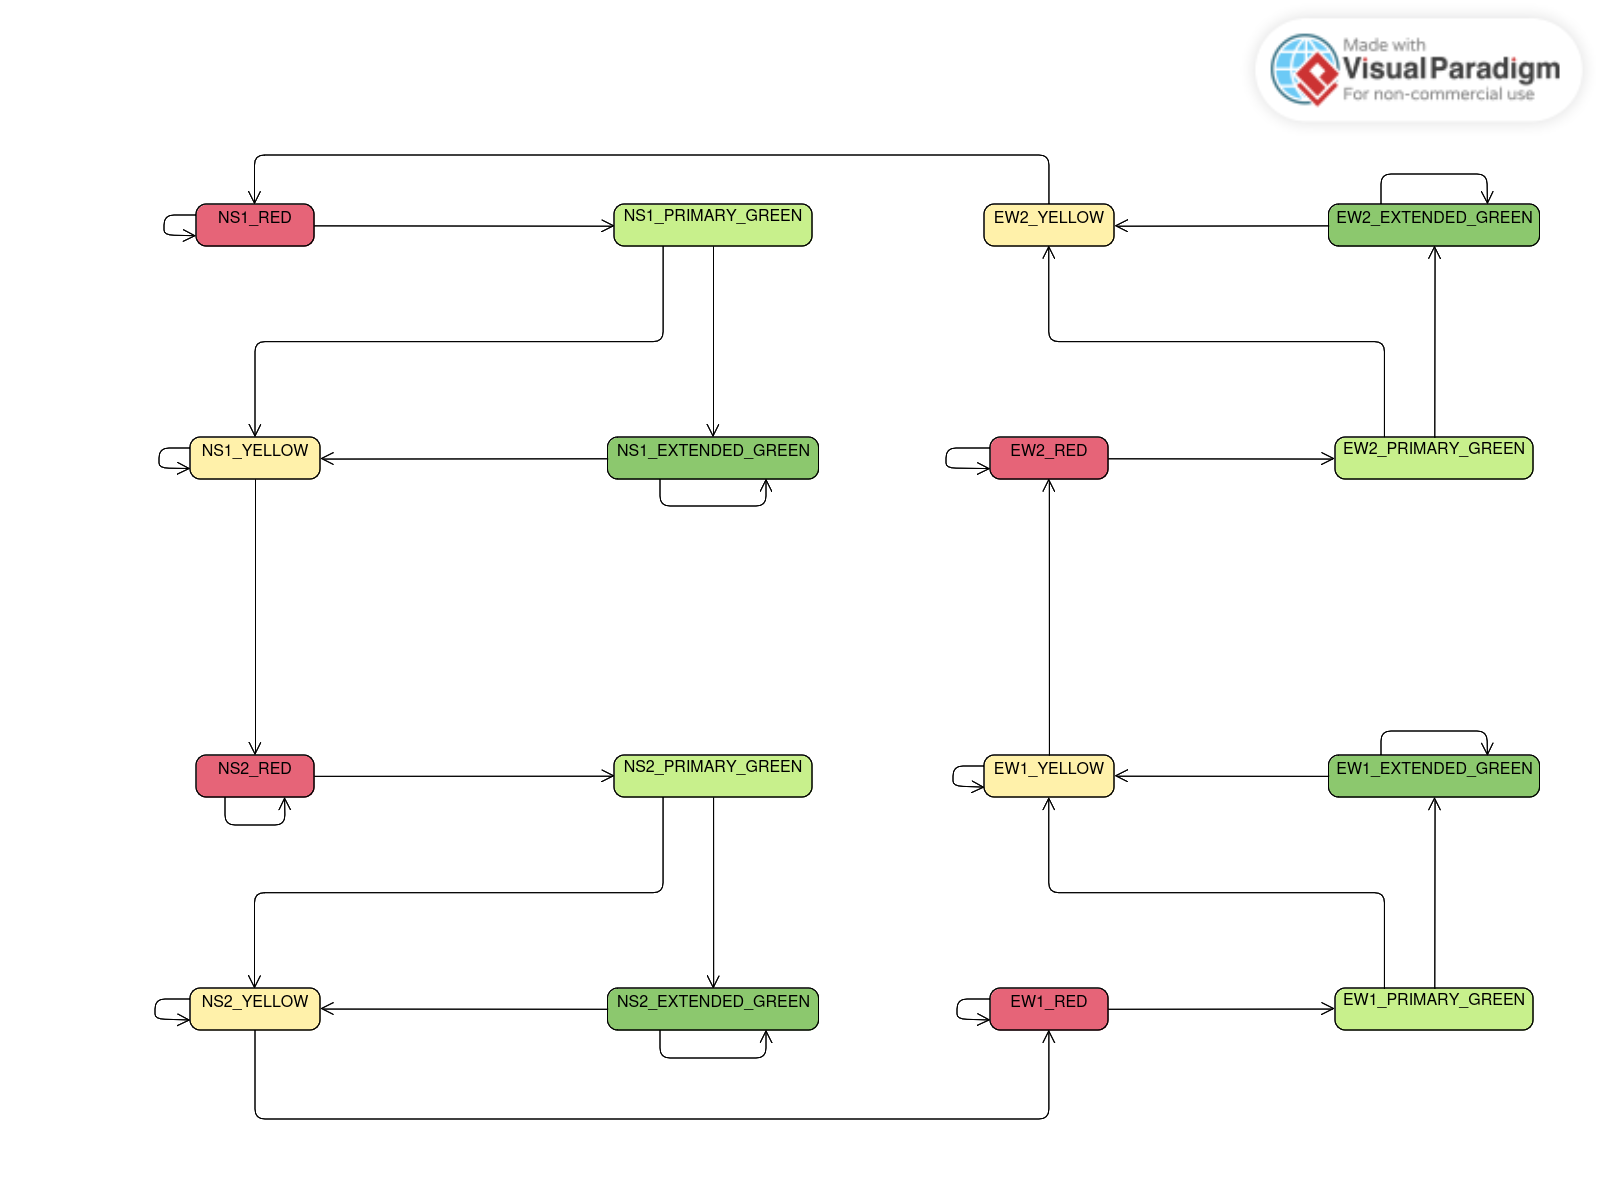 Made with
Visual Paradigm
For non-commercial use
NS1_RED
NS1_PRIMARY_GREEN
EW2_YELLOW
EW2_EXTENDED_GREEN
NS1_YELLOW
NS1_EXTENDED_GREEN
EW2_RED
EW2_PRIMARY_GREEN
NS2_RED
NS2_PRIMARY_GREEN
EW1_YELLOW
EW1_EXTENDED_GREEN
NS2_YELLOW
NS2_EXTENDED_GREEN
EW1_RED
EW1_PRIMARY_GREEN